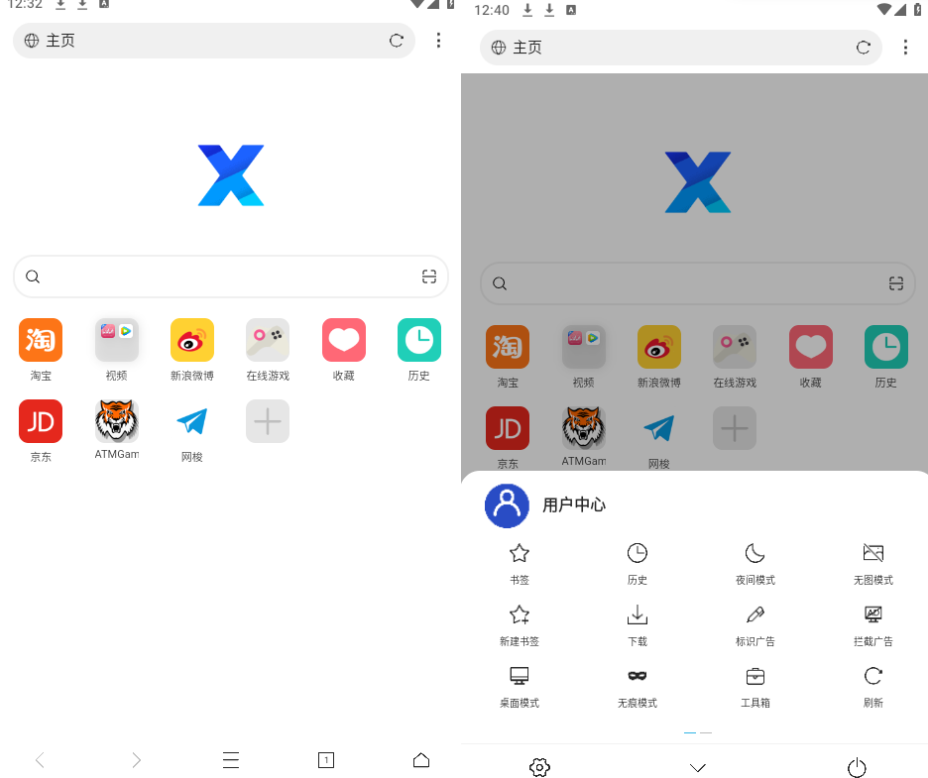 12:32
主页
淘
淘宝
视频
新浪微博
在线游戏
收藏
历史
JD
京东
ATMGam
网梭
1
12:40
主页
淘
淘宝
视频
新浪微博
在线游戏
收藏
历史
JD
京东
ATMGam
网梭
用户中心
书签
历史
夜间模式
无图模式
新建书签
下载
标识广告
AD
拦截广告
桌面模式
无痕模式
工具箱
刷新